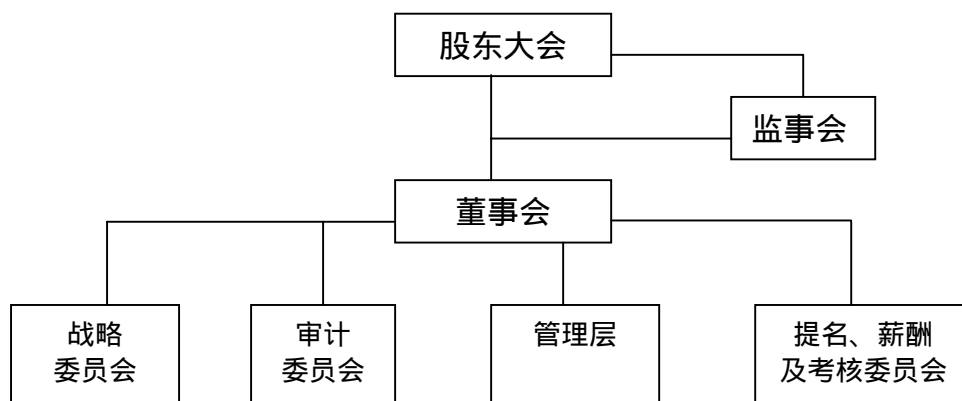 股东大会
监事会
董事会
战略
委员会
审计
委员会
管理层
提名、薪酬
及考核委员会